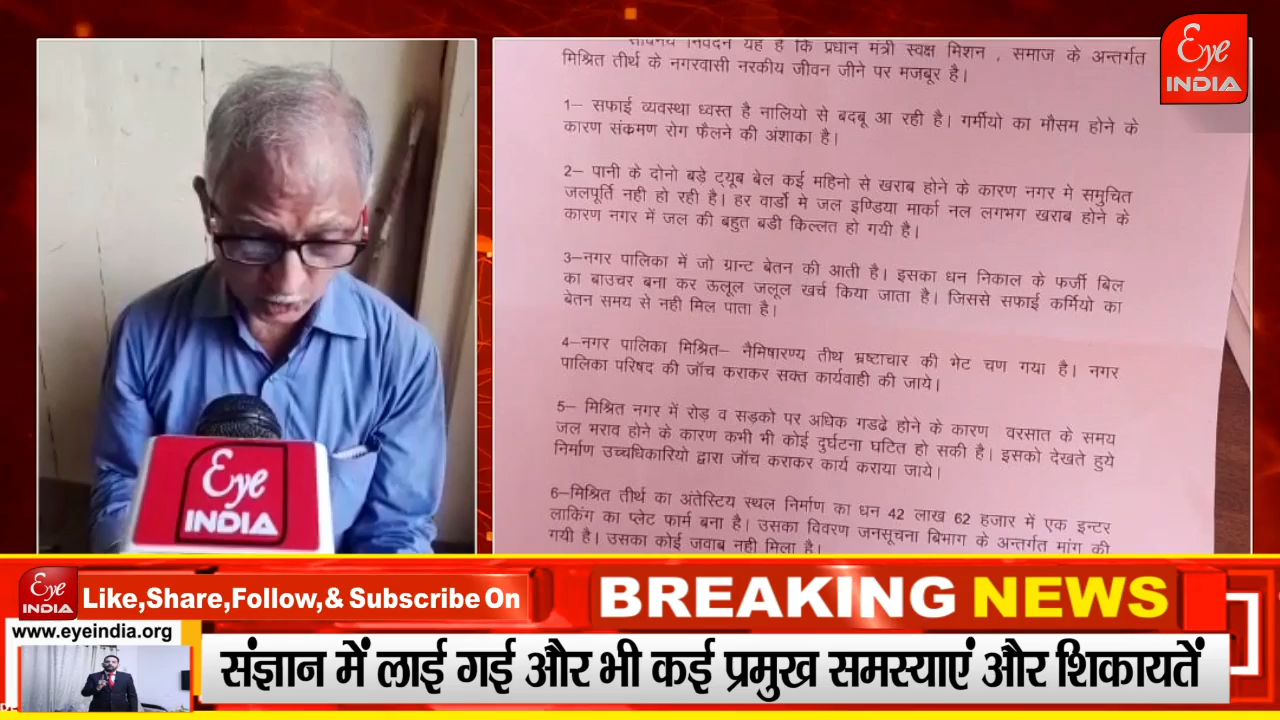 सविनय निवेदन यह है कि प्रधान मंत्री स्वक्ष मिशन , समाज के अन्तर्गत
मिश्रित तीर्थ के नगरवासी नरकीय जीवन जीने पर मजबूर है।
1– सफाई व्यवस्था ध्वस्त है नालियो से बदबू आ रही है। गर्मीयो का मौसम होने के
कारण संक्रमण रोग फैलने की अंशाका है।
2– पानी के दोनो बड़े ट्यूब बेल कई महिनो से खराब होने के कारण नगर मे समुचित
जलपूर्ति नही हो रही है। हर वार्डो मे जल इण्डिया मार्का नल लगभग खराब होने के
कारण नगर में जल की बहुत बडी किल्लत हो गयी है।
3–नगर पालिका में जो ग्रान्ट बेतन की आती है। इसका धन निकाल के फर्जी बिल
का बाउचर बना कर ऊलूल जलूल खर्च किया जाता है। जिससे सफाई कर्मियो का
बेतन समय से नही मिल पाता है।
4–नगर पालिका मिश्रित– नैमिषारण्य तीथ भ्रष्टाचार की भेट चण गया है। नगर
पालिका परिषद की जॉच कराकर सक्त कार्यवाही की जाये।
5– मिश्रित नगर में रोड़ व सड़को पर अधिक गडढे होने के कारण वरसात के समय
जल भराव होने के कारण कभी भी कोई दुर्घटना घटित हो सकी है। इसको देखते हुये
निर्माण उच्चधिकारियो द्वारा जॉच कराकर कार्य कराया जाये।
6–मिश्रित तीर्थ का अंतेस्टिय स्थल निर्माण का धन 42 लाख 62 हजार में एक इन्टर
लाकिंग का प्लेट फार्म बना है। उसका विवरण जनसूचना बिभाग के अन्तर्गत मांग की
गयी है। उसका कोई जवाब नही मिला है।
Eye
INDIA
Eye
INDIA
Eye
INDIA
Like,Share,Follow,& Subscribe On
BREAKING NEWS
www.eyeindia.org
संज्ञान में लाई गई और भी कई प्रमुख समस्याएं और शिकायतें